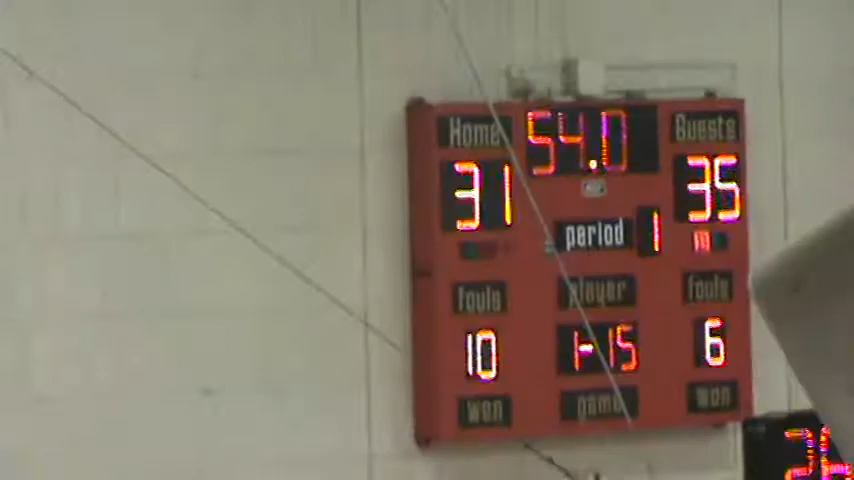 Home 54.0 Guests
31 35
period 1
fouls player fouls
10 1-15 6
won game won